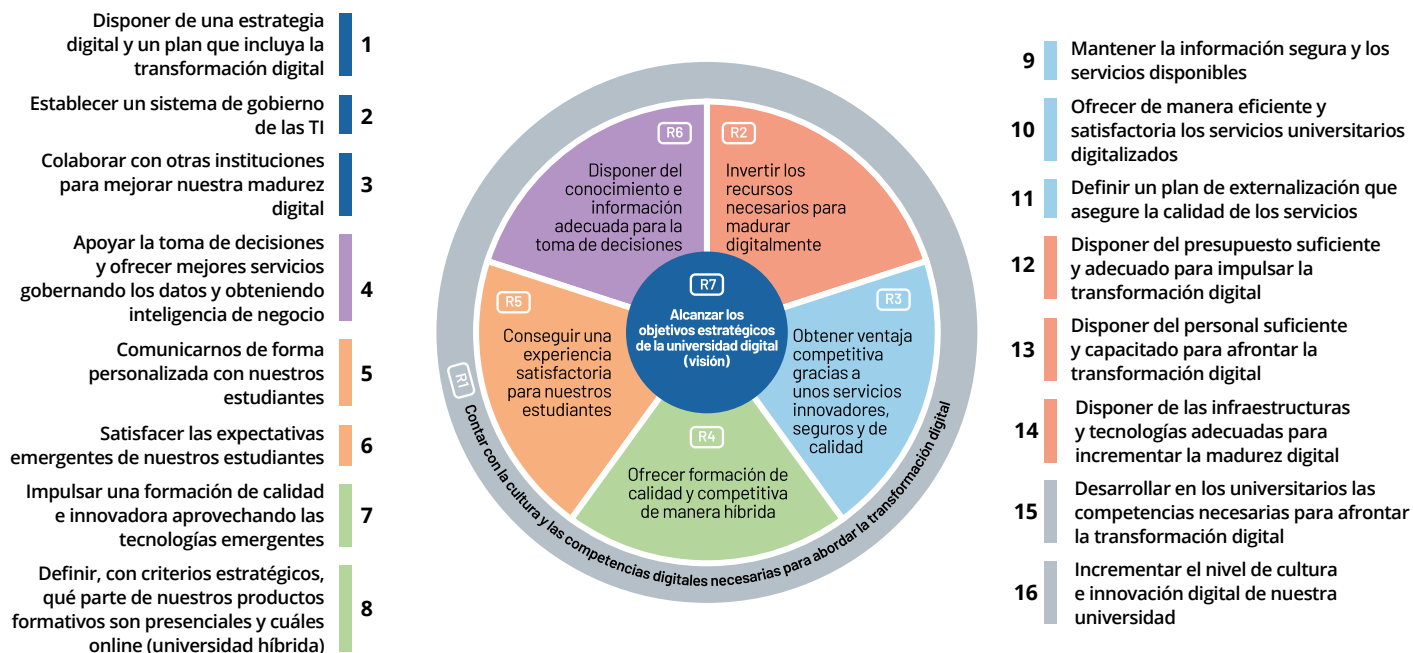 Disponer de una estrategia
digital y un plan que incluya la
transformación digital
1
Establecer un sistema de gobierno
de las TI
2
Colaborar con otras instituciones
para mejorar nuestra madurez
digital
3
Apoyar la toma de decisiones
y ofrecer mejores servicios
gobernando los datos y obteniendo
inteligencia de negocio
4
Comunicarnos de forma
personalizada con nuestros
estudiantes
5
Satisfacer las expectativas
emergentes de nuestros estudiantes
6
Impulsar una formación de calidad
e innovadora aprovechando las
tecnologías emergentes
7
Definir, con criterios estratégicos,
qué parte de nuestros productos
formativos son presenciales y cuáles
online (universidad híbrida)
8
R6
Disponer del
conocimiento e
información
adecuada para la
toma de decisiones
R2
Invertir los
recursos
necesarios para
madurar
digitalmente
R7
Alcanzar los
objetivos estratégicos
de la universidad digital
(visión)
R5
Conseguir una
experiencia
satisfactoria
para nuestros
estudiantes
R3
Obtener ventaja
competitiva
gracias a
unos servicios
innovadores,
seguros y de
calidad
R4
Ofrecer formación de
calidad y competitiva
de manera híbrida
R1
Contar con la cultura y las competencias digitales necesarias para abordar la transformación digital
9
Mantener la información segura y los
servicios disponibles
10
Ofrecer de manera eficiente y
satisfactoria los servicios universitarios
digitalizados
11
Definir un plan de externalización que
asegure la calidad de los servicios
12
Disponer del presupuesto suficiente
y adecuado para impulsar la
transformación digital
13
Disponer del personal suficiente
y capacitado para afrontar la
transformación digital
14
Disponer de las infraestructuras
y tecnologías adecuadas para
incrementar la madurez digital
15
Desarrollar en los universitarios las
competencias necesarias para afrontar
la transformación digital
16
Incrementar el nivel de cultura
e innovación digital de nuestra
universidad